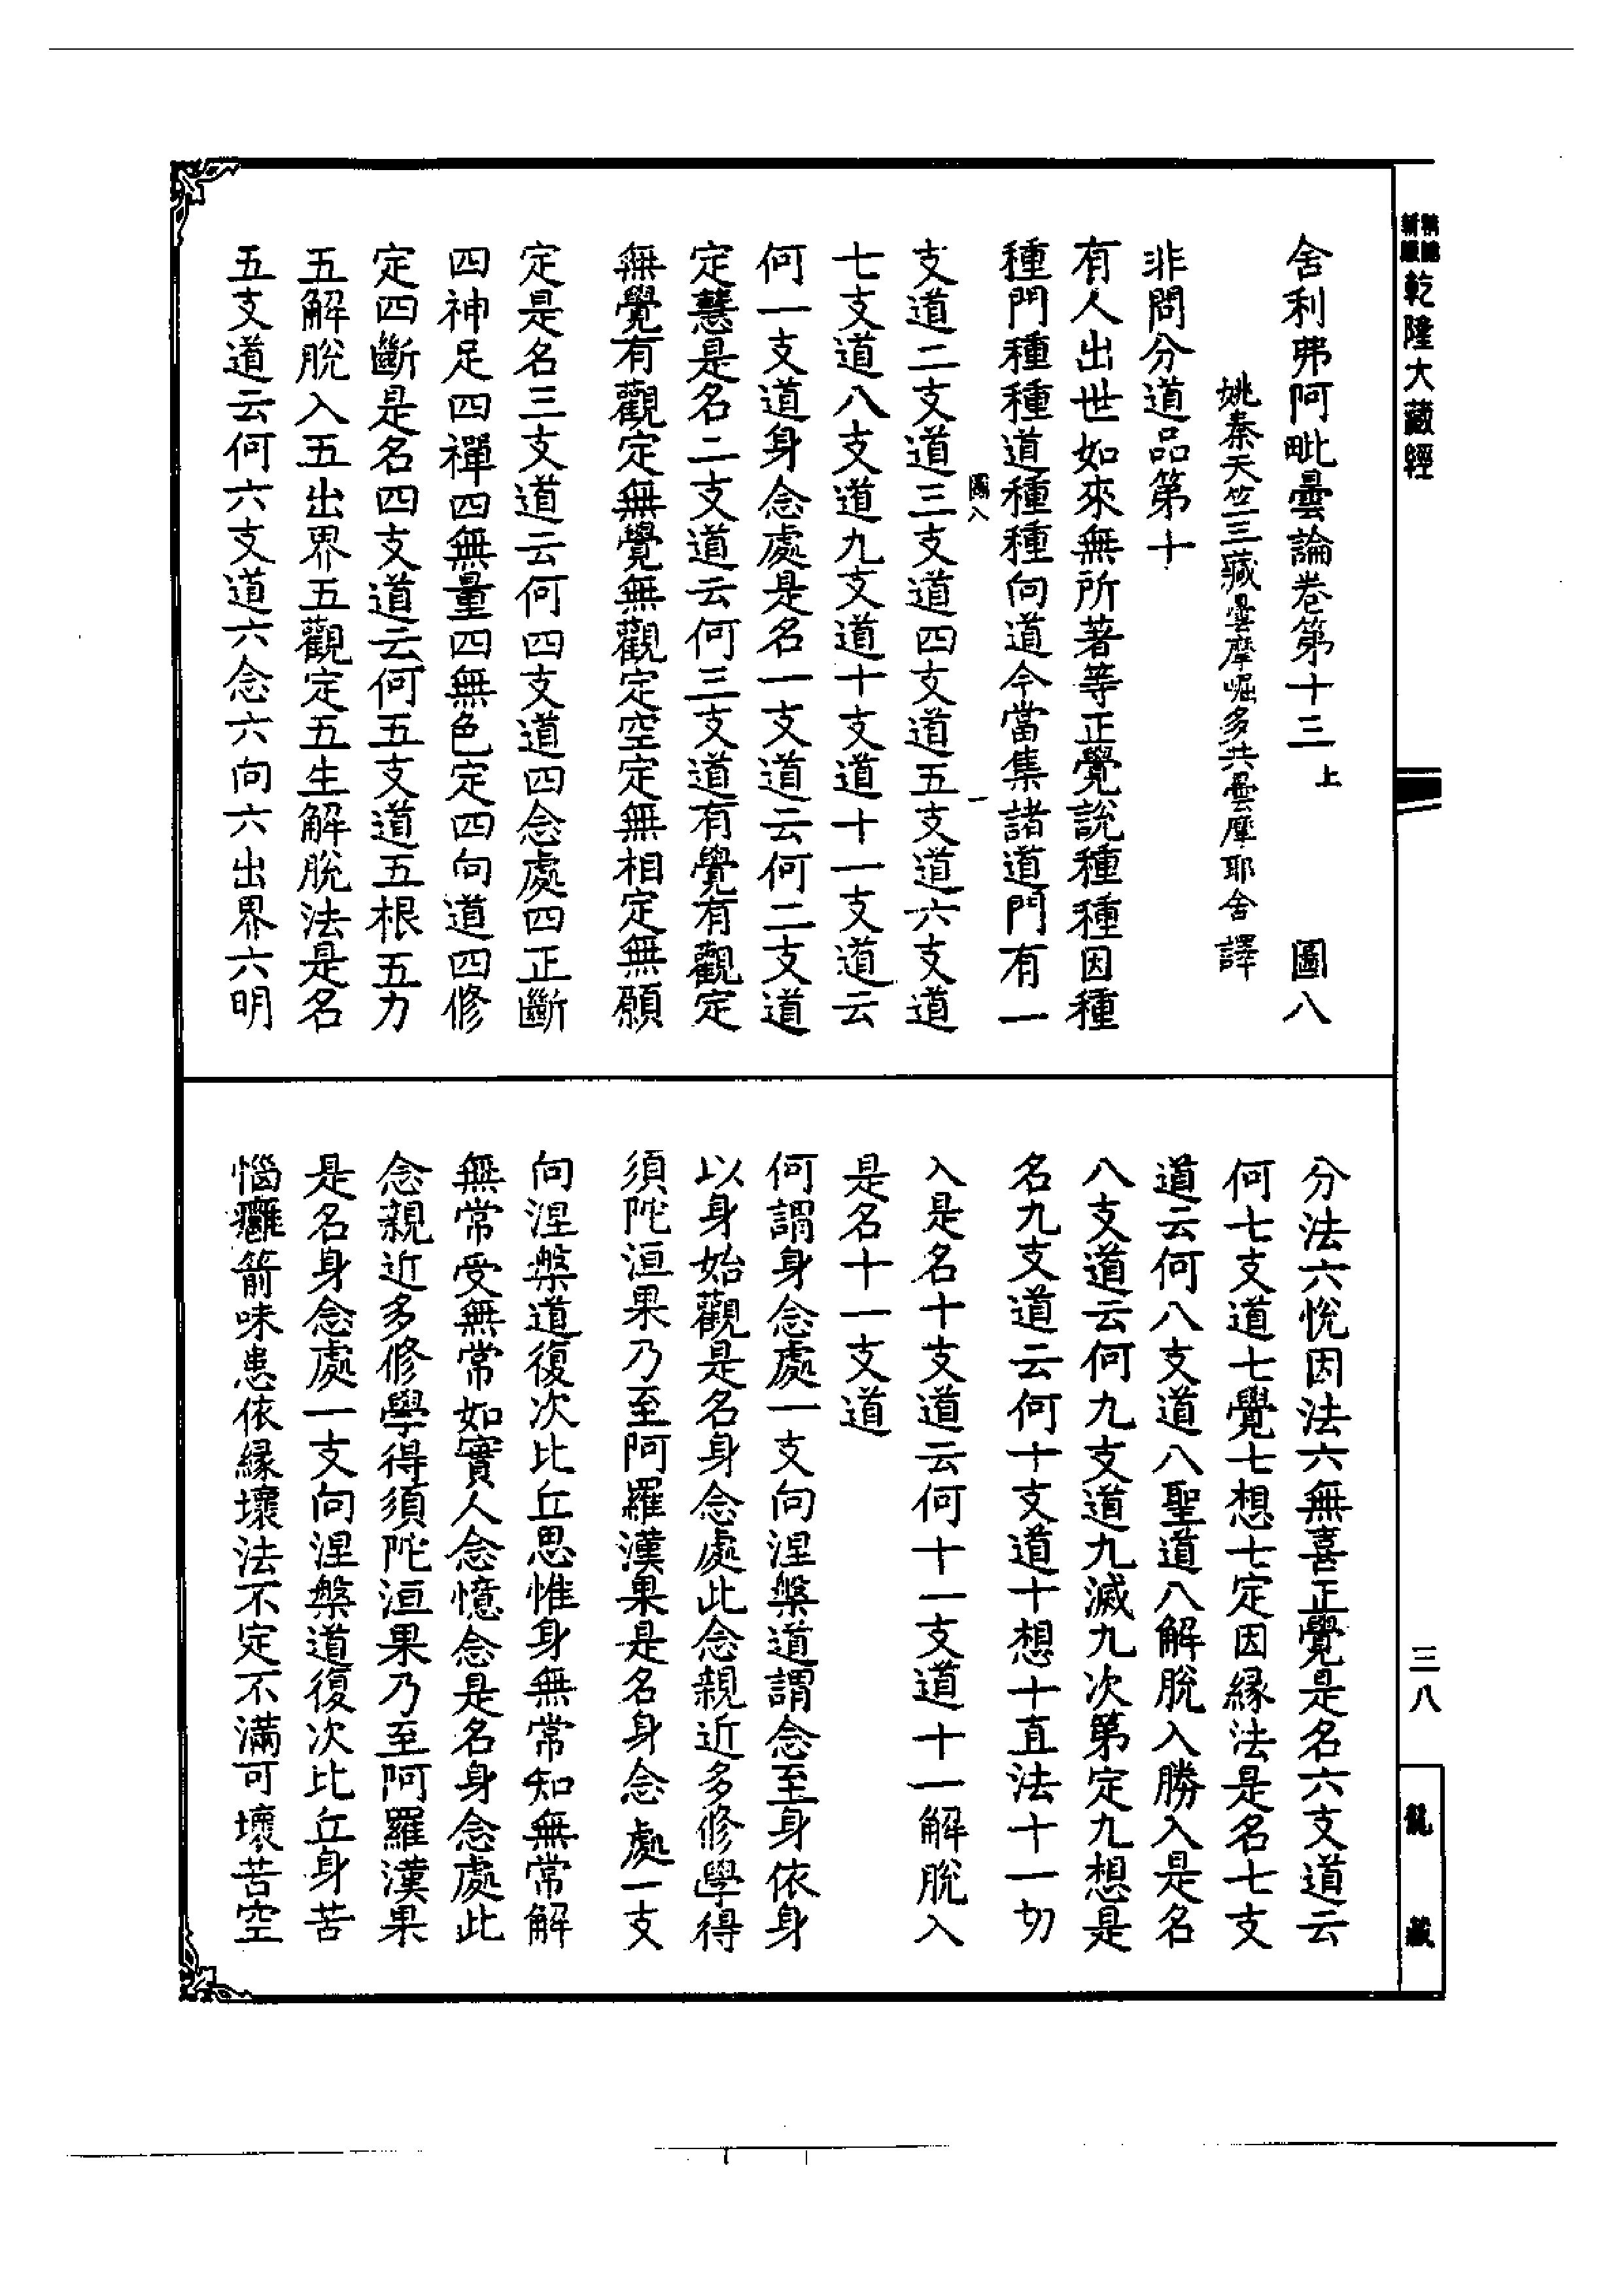 乾隆大藏經
三八
龍藏
舍利弗阿毗曇論卷第十三上 圖八
姚秦天竺三藏曇摩崛多共曇摩耶舍譯
非問分道品第十
有人出世如來無所著等正覺說種種因種
種門種種道種種向道今當集諸道門有一
圖八 一
支道二支道三支道四支道五支道六支道
七支道八支道九支道十支道十一支道云
何一支道身念處是名一支道云何二支道
定慧是名二支道云何三支道有覺有觀定
無覺有觀定無覺無觀定空定無相定無願
定是名三支道云何四支道四念處四正斷
四神足四禪四無量四無色定四向道四修
定四斷是名四支道云何五支道五根五力
五解脫入五出界五觀定五生解脫法是名
五支道云何六支道六念六向六出界六明
分法六悅因法六無喜正覺是名六支道云
何七支道七覺七想七定因緣法是名七支
道云何八支道八聖道八解脫入勝入是名
八支道云何九支道九滅九次第定九想是
名九支道云何十支道十想十直法十一切
入是名十支道云何十一支道十一解脫入
是名十一支道
何謂身念處一支向涅槃道謂念至身依身
以身始觀是名身念處此念親近多修學得
須陀洹果乃至阿羅漢果是名身念處一支
向涅槃道復次比丘思惟身無常知無常解
無常受無常如實人念憶念是名身念處此
念親近多修學得須陀洹果乃至阿羅漢果
是名身念處一支向涅槃道復次比丘身苦
惱癰箭味患依緣壞法不定不滿可壞苦空